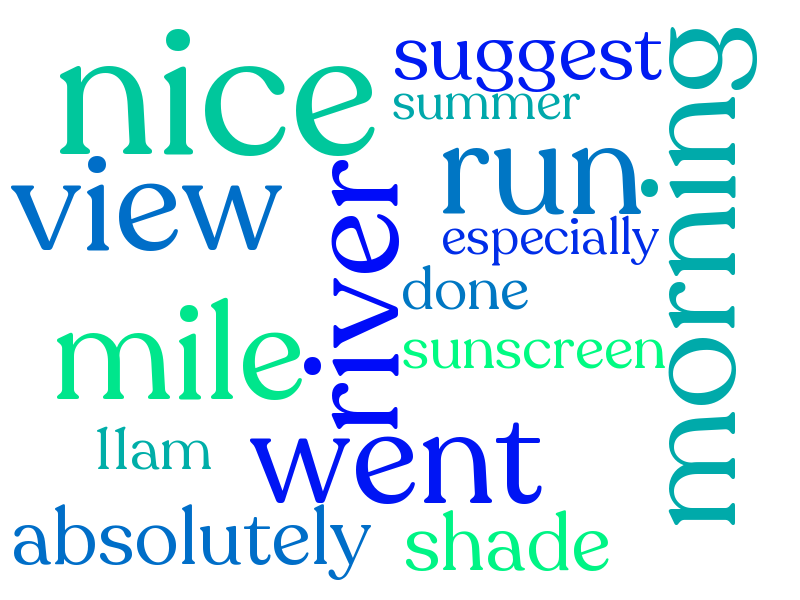 nice
suggest
summer
morning
view
river
run
especially
done
mile
sunscreen
11am
went
absolutely
shade